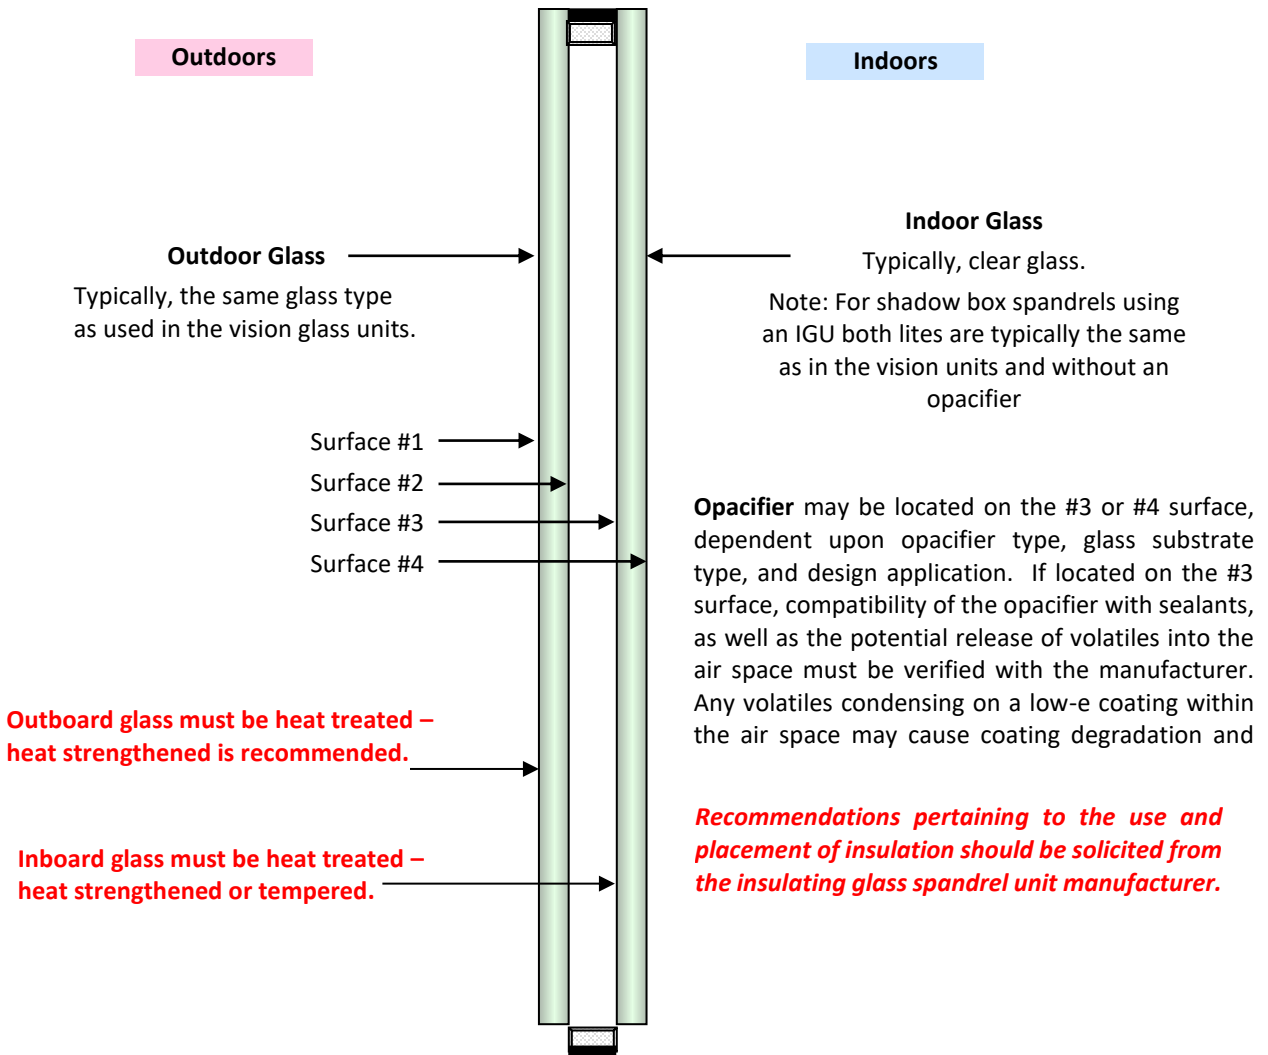 Outdoors
Indoors
Outdoor Glass
Typically, the same glass type
as used in the vision glass units.
Indoor Glass
Typically, clear glass.
Note: For shadow box spandrels using
an IGU both lites are typically the same
as in the vision units and without an
opacifier
Surface #1
Surface #2
Surface #3
Surface #4
Opacifier may be located on the #3 or #4 surface,
dependent upon opacifier type, glass substrate
type, and design application. If located on the #3
surface, compatibility of the opacifier with sealants,
as well as the potential release of volatiles into the
air space must be verified with the manufacturer.
Any volatiles condensing on a low-e coating within
the air space may cause coating degradation and
Outboard glass must be heat treated –
heat strengthened is recommended.
Inboard glass must be heat treated –
heat strengthened or tempered.
Recommendations pertaining to the use and
placement of insulation should be solicited from
the insulating glass spandrel unit manufacturer.